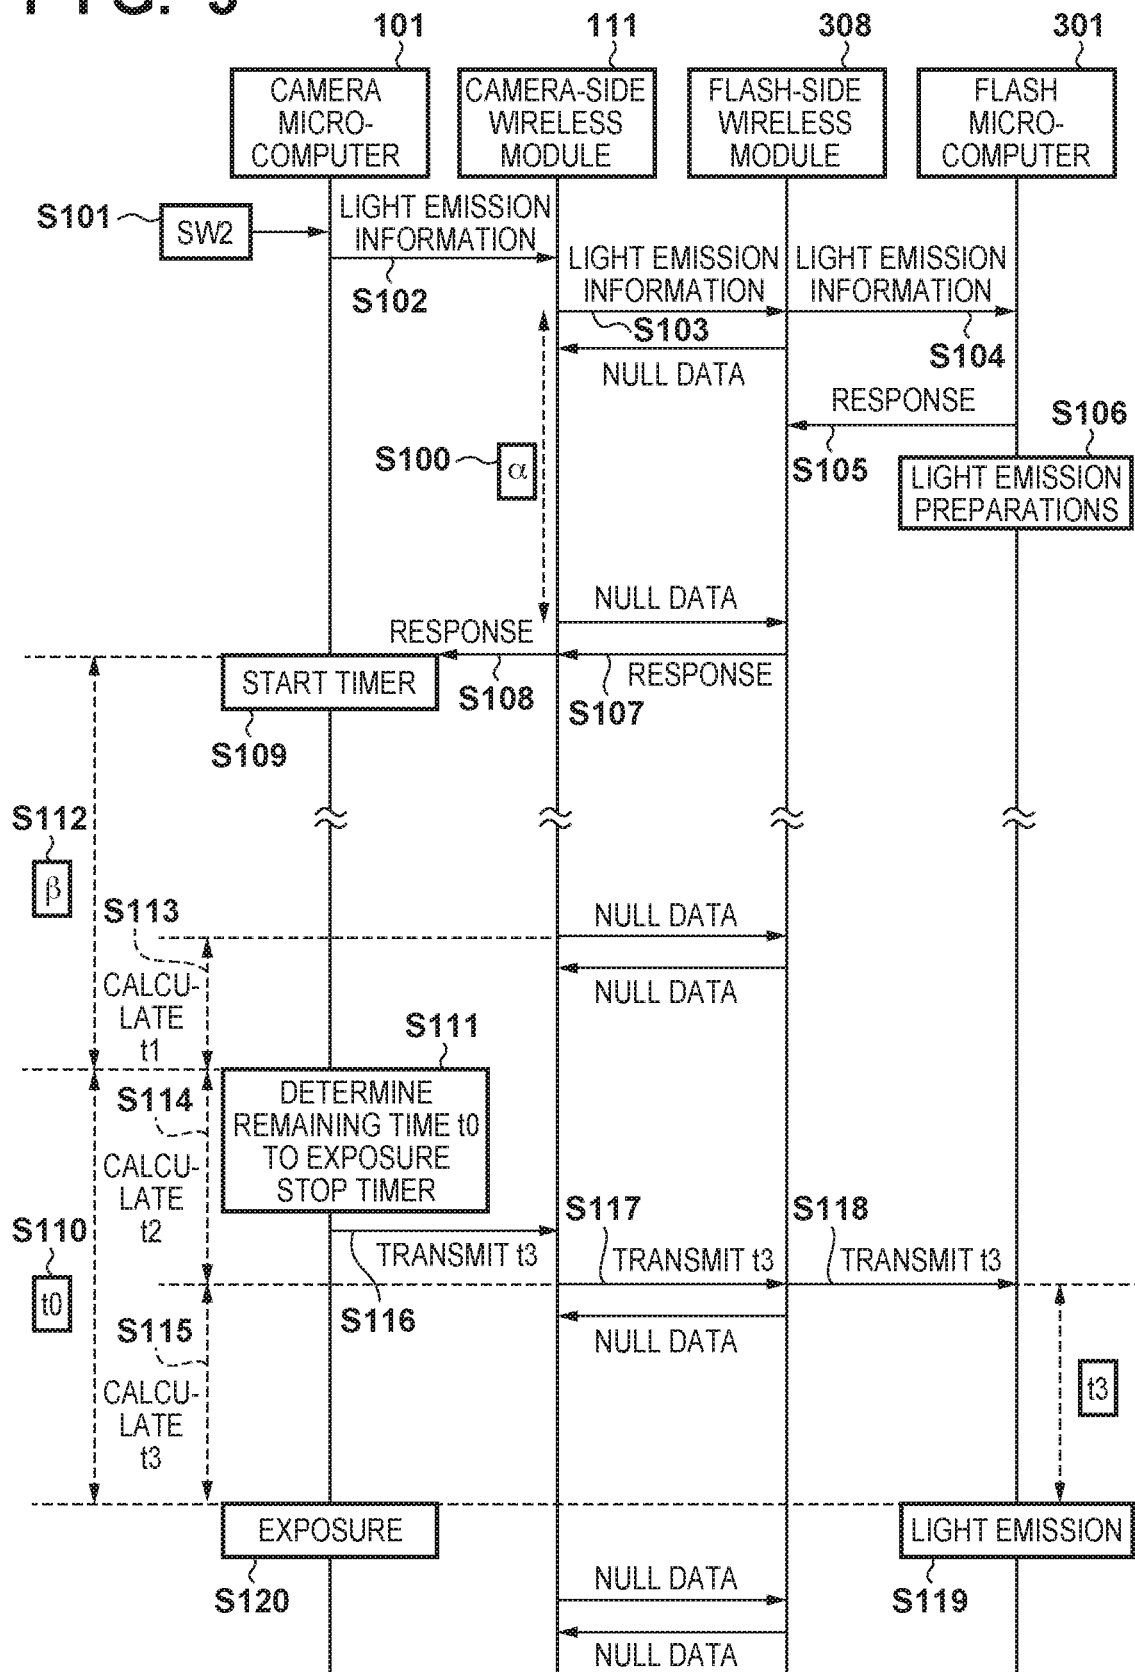 101
111
308
301
CAMERA
MICRO-
COMPUTER
CAMERA-SIDE
WIRELESS
MODULE
FLASH-SIDE
WIRELESS
MODULE
FLASH
MICRO-
COMPUTER
S101
SW2
LIGHT EMISSION
INFORMATION
S102
LIGHT EMISSION
INFORMATION
S103
LIGHT EMISSION
INFORMATION
S104
NULL DATA
RESPONSE
S105
S106
LIGHT EMISSION
PREPARATIONS
S100
α
NULL DATA
RESPONSE
S108
RESPONSE
S107
START TIMER
S109
S112
β
NULL DATA
NULL DATA
S113
CALCU-
LATE
t1
S111
DETERMINE
REMAINING TIME t0
TO EXPOSURE
STOP TIMER
S114
CALCU-
LATE
t2
S110
t0
TRANSMIT t3
S116
S117
TRANSMIT t3
S118
TRANSMIT t3
NULL DATA
S115
CALCU-
LATE
t3
t3
EXPOSURE
S120
LIGHT EMISSION
S119
NULL DATA
NULL DATA